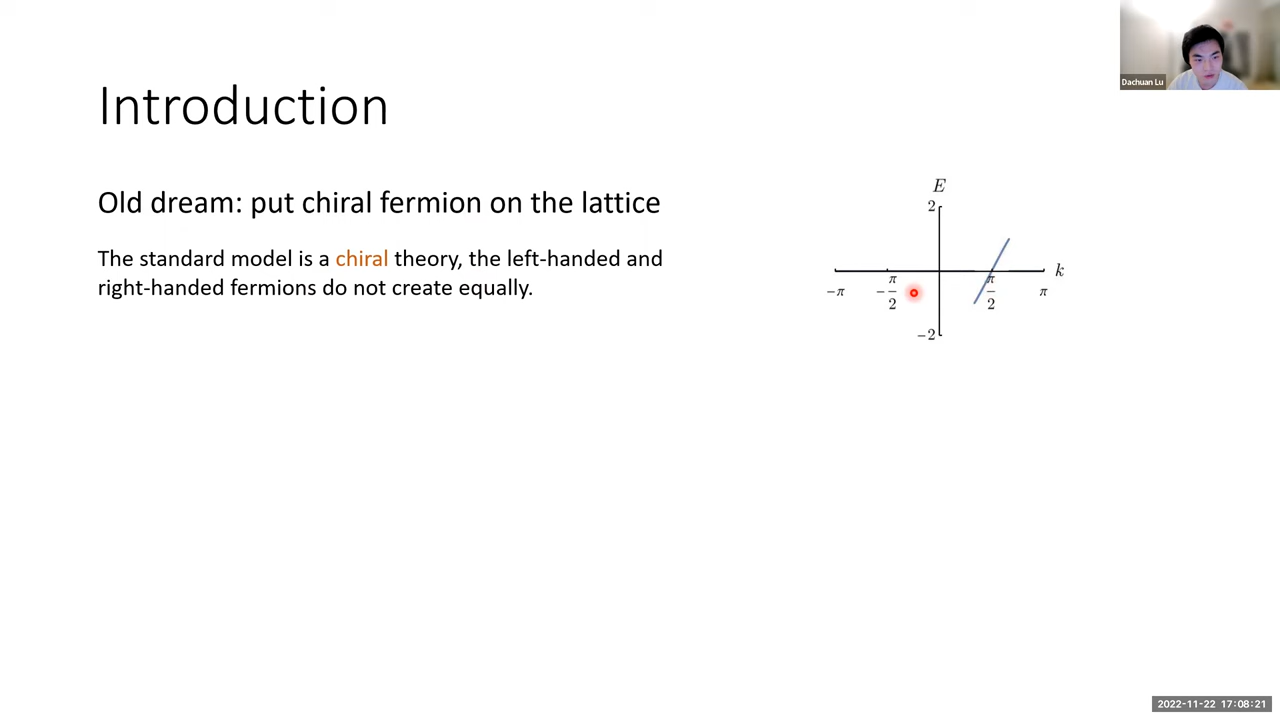 Introduction
Dachuan Lu
Old dream: put chiral fermion on the lattice
The standard model is a chiral theory, the left-handed and
right-handed fermions do not create equally.
E
2
k
−π
−π/2
π/2
π
−2
2022-11-22 17:08:21